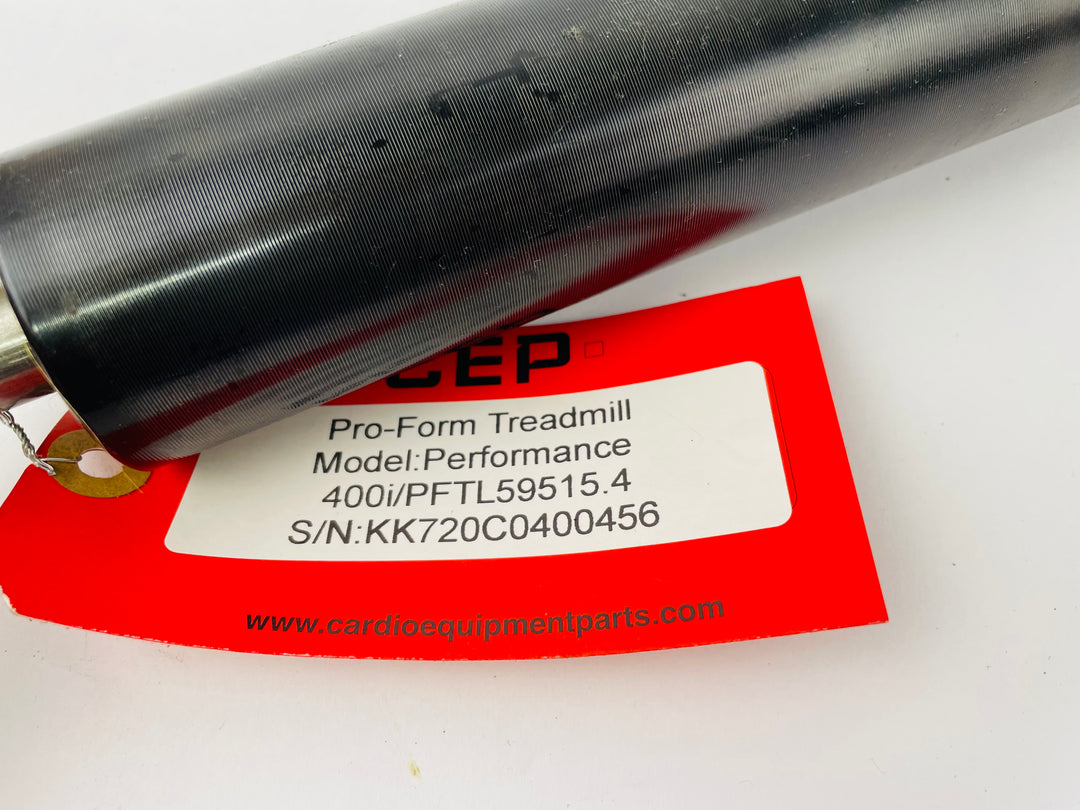 CEP
Pro-Form Treadmill
Model:Performance
400i/PFTL59515.4
S/N:KK720C0400456
www.cardioequipmentparts.com